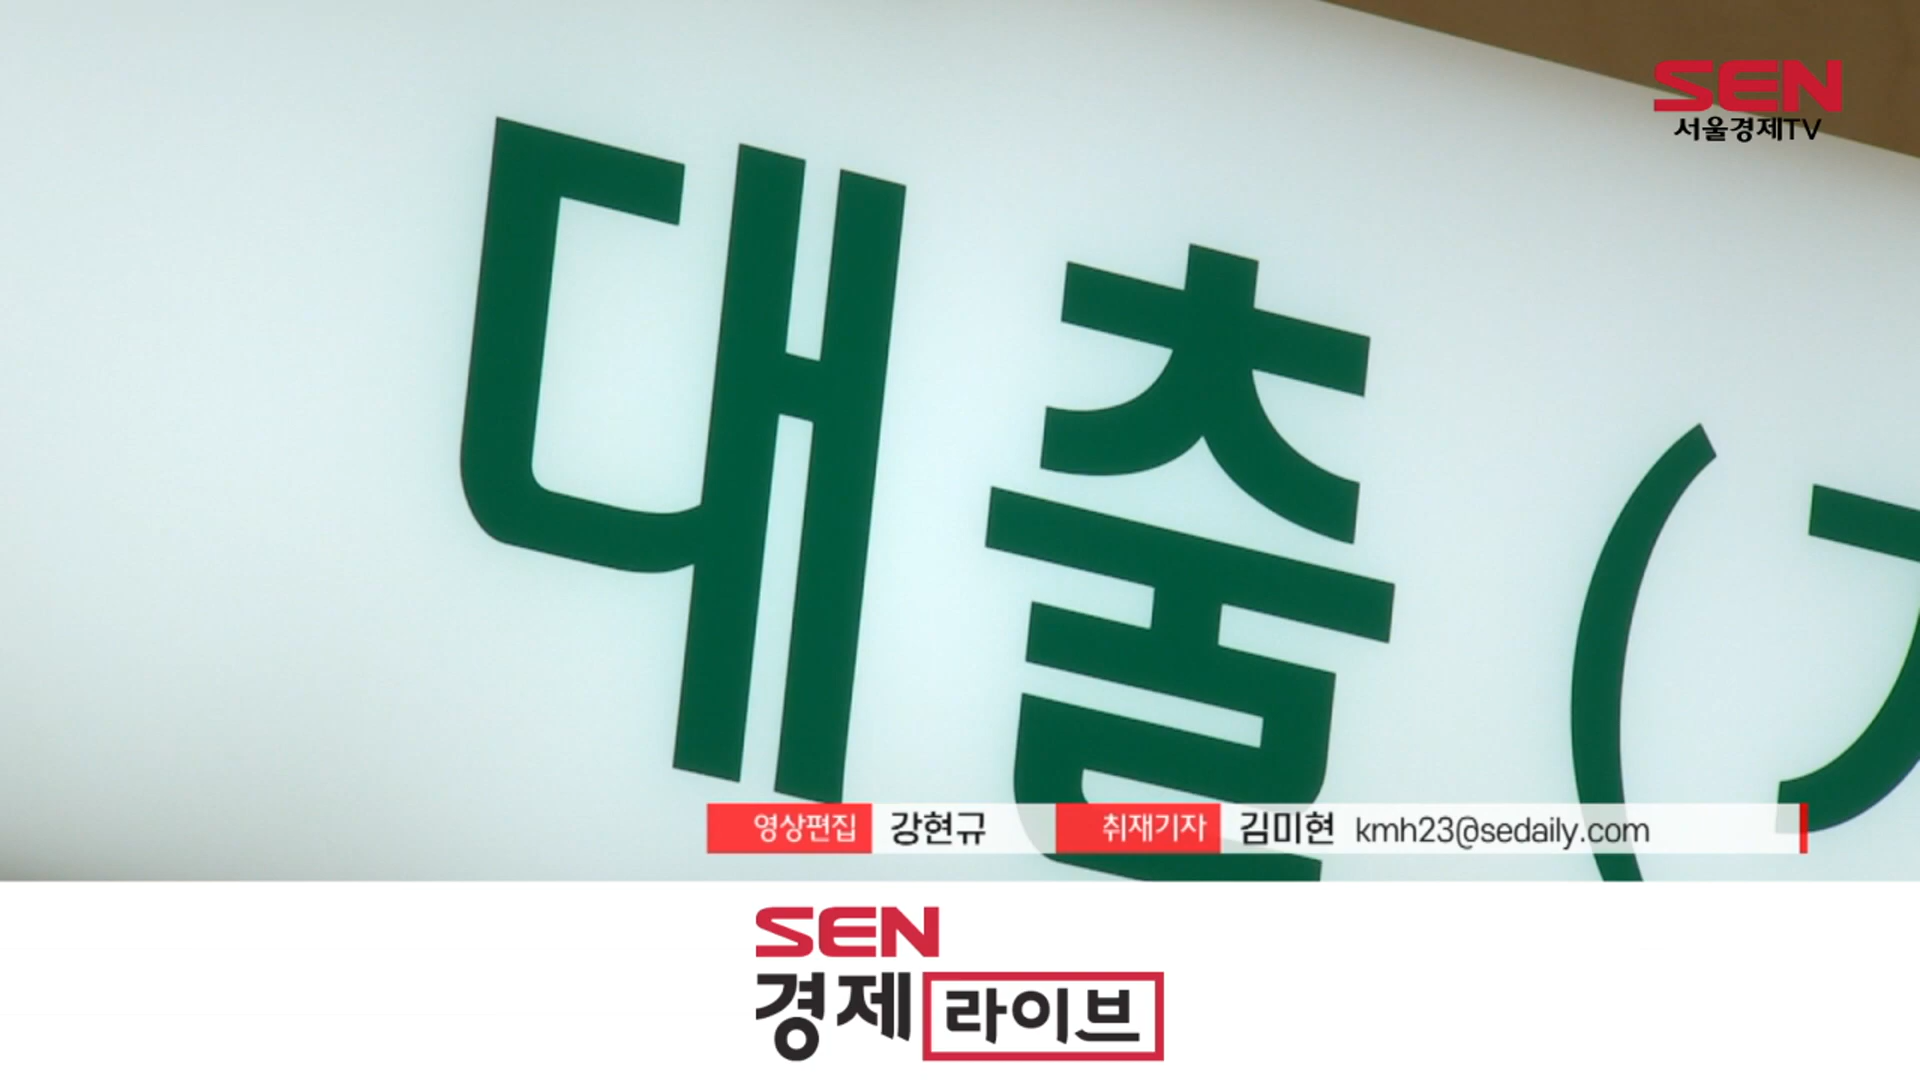 SEN
서울경제TV
대출 (
영상편집 강현규 취재기자 김미현 kmh23@sedaily.com
SEN
경제 라이브